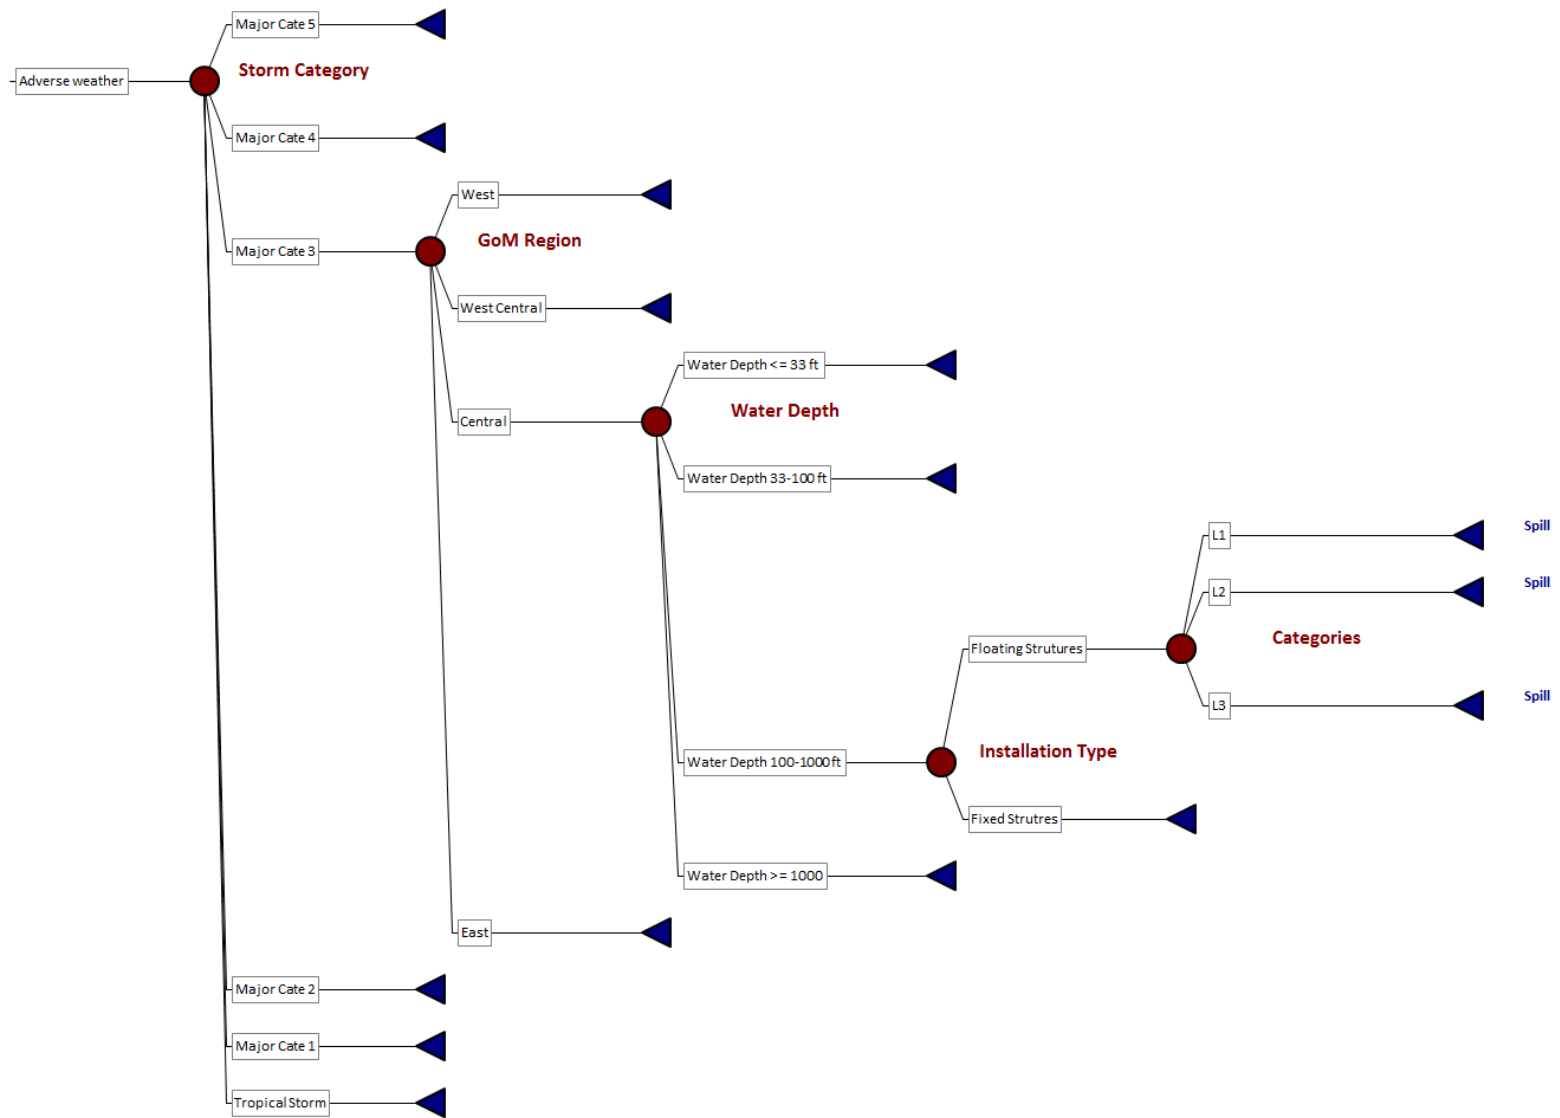 Major Cate 5
Storm Category
Adverse weather
Major Cate 4
West
GoM Region
Major Cate 3
West Central
Water Depth <= 33 ft
Water Depth
Central
Water Depth 33-100 ft
L1
Spill
L2
Spill
Categories
Floating Strutures
L3
Spill
Installation Type
Water Depth 100-1000 ft
Fixed Strutres
Water Depth >= 1000
East
Major Cate 2
Major Cate 1
Tropical Storm